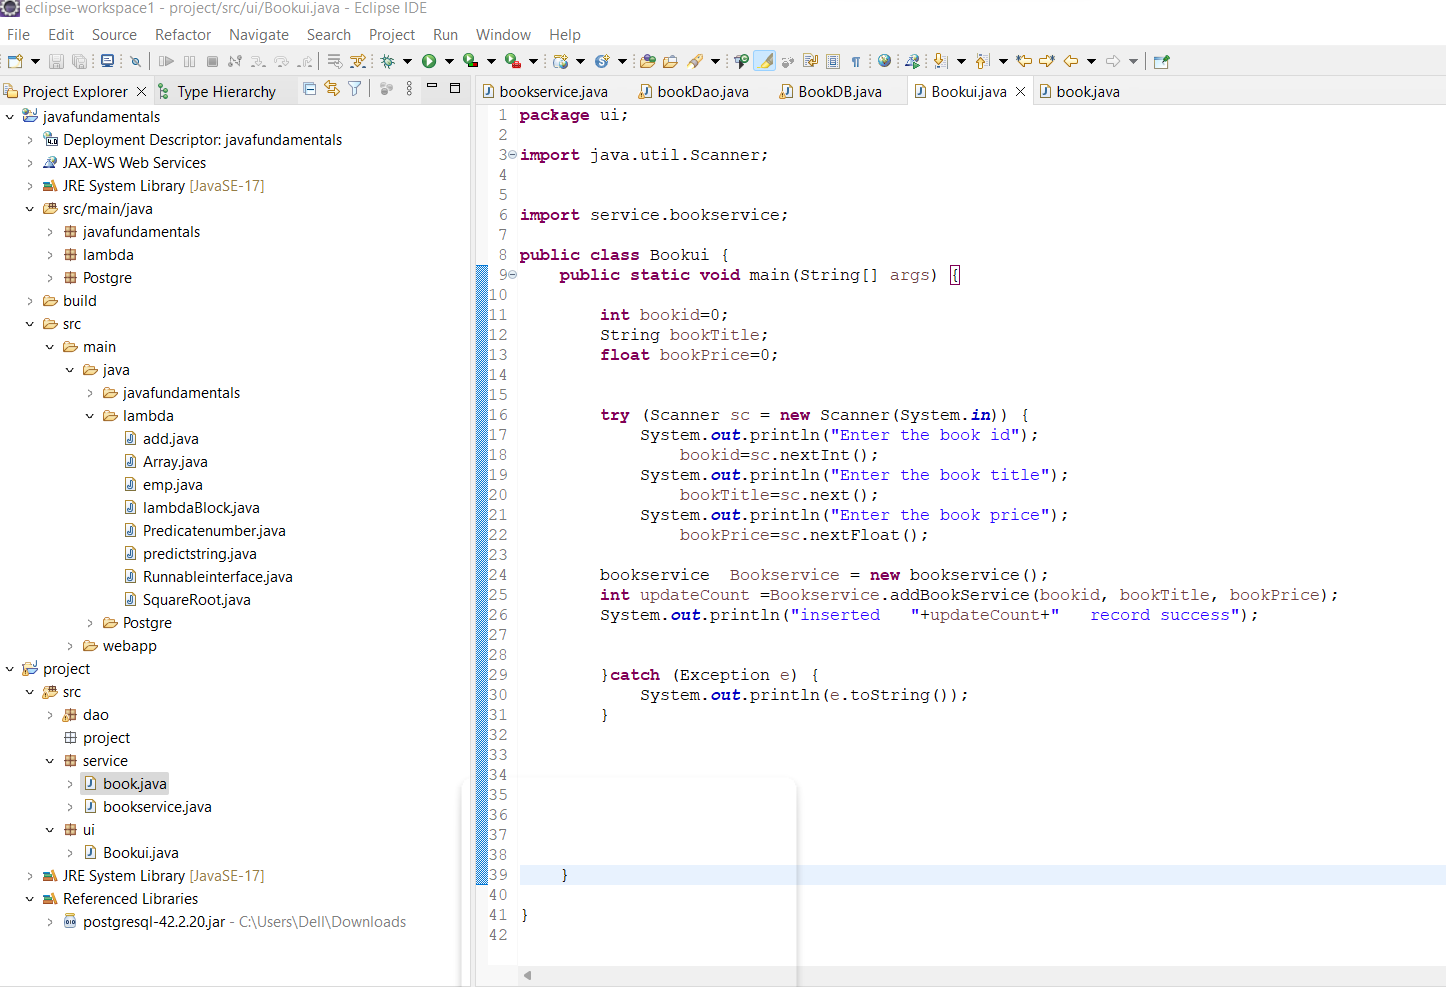 eclipse-workspace1 - project/src/ui/Bookui.java - Eclipse IDE
File Edit Source Refactor Navigate Search Project Run Window Help
Project Explorer Type Hierarchy
bookservice.java bookDao.java BookDB.java Bookui.java book.java
javafundamentals
Deployment Descriptor: javafundamentals
JAX-WS Web Services
JRE System Library [JavaSE-17]
src/main/java
javafundamentals
lambda
Postgre
build
src
main
java
javafundamentals
lambda
add.java
Array.java
emp.java
lambdaBlock.java
Predicatenumber.java
predictstring.java
Runnableinterface.java
SquareRoot.java
Postgre
webapp
project
src
dao
project
service
book.java
bookservice.java
ui
Bookui.java
JRE System Library [JavaSE-17]
Referenced Libraries
postgresql-42.2.20.jar - C:\Users\Dell\Downloads
1 package ui;
2
3 import java.util.Scanner;
4
5
6 import service.bookservice;
7
8 public class Bookui {
9     public static void main(String[] args) {
10
11         int bookid=0;
12         String bookTitle;
13         float bookPrice=0;
14
15
16         try (Scanner sc = new Scanner(System.in)) {
17             System.out.println("Enter the book id");
18                 bookid=sc.nextInt();
19             System.out.println("Enter the book title");
20                 bookTitle=sc.next();
21             System.out.println("Enter the book price");
22                 bookPrice=sc.nextFloat();
23
24         bookservice  Bookservice = new bookservice();
25         int updateCount =Bookservice.addBookService(bookid, bookTitle, bookPrice);
26         System.out.println("inserted   "+updateCount+"   record success");
27
28
29         }catch (Exception e) {
30             System.out.println(e.toString());
31         }
32
33
34
35
36
37
38
39     }
40
41 }
42